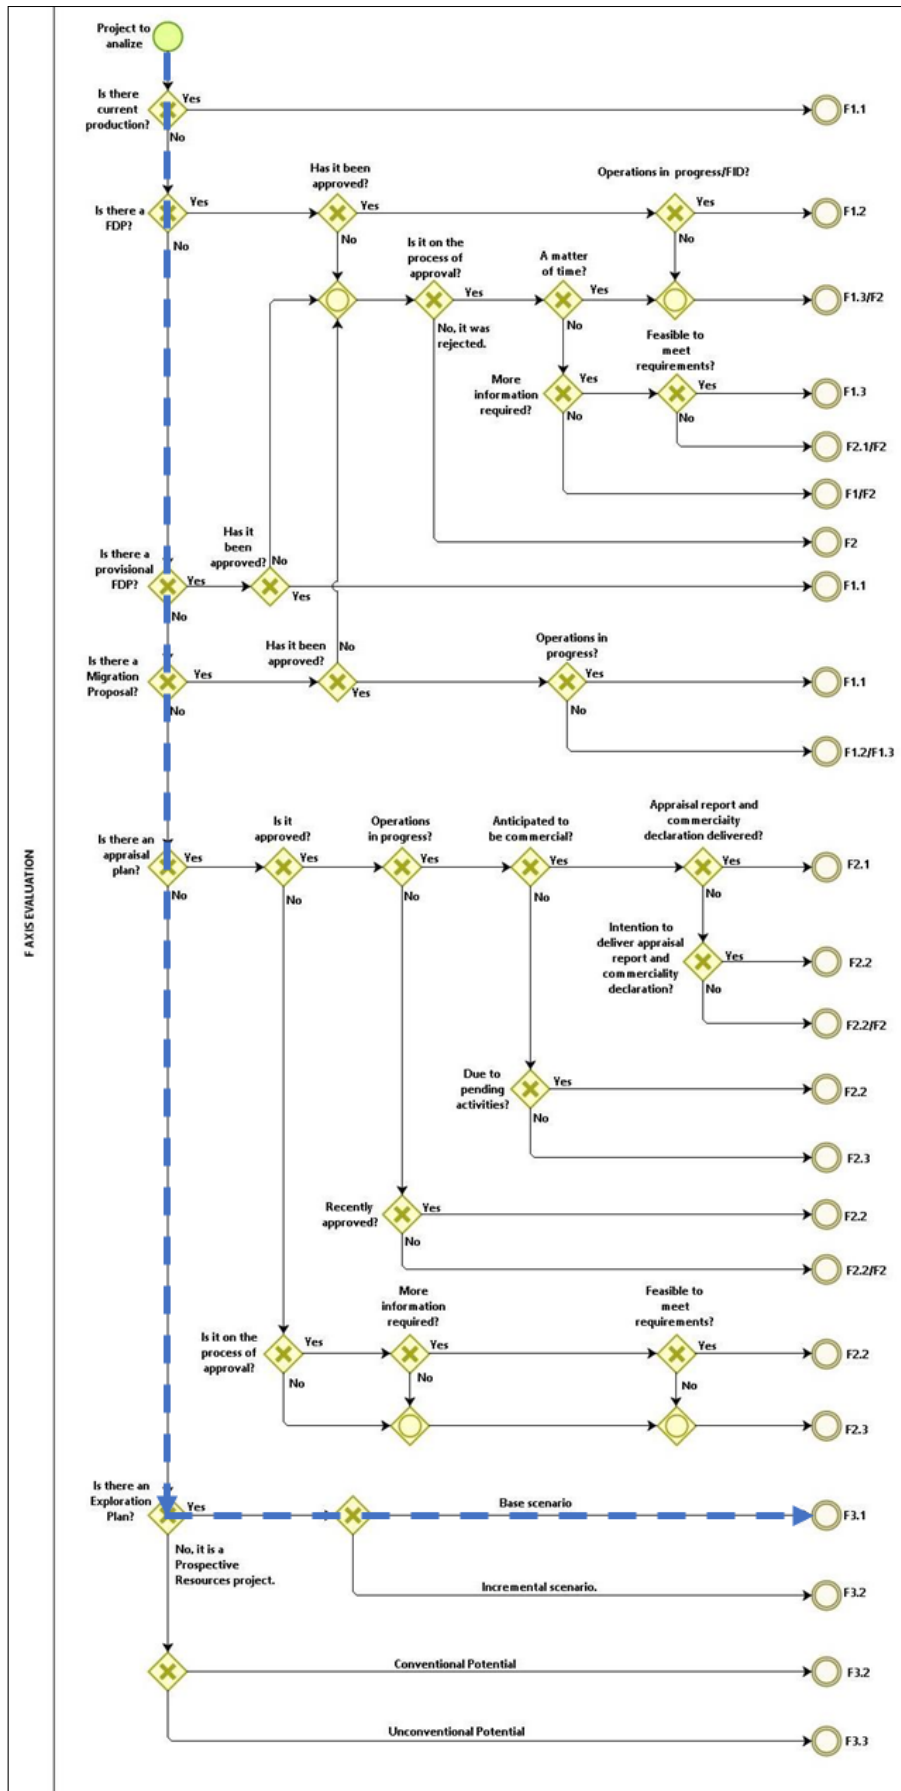 Project to
analize
Is there
current
production?
Yes
F1.1
No
Has it been
approved?
Operations in progress/FID?
Is there a
FDP?
Yes
Yes
Yes
F1.2
No
No
No
Is it on the
process of
approval?
A matter
of time?
Yes
Yes
F1.3/F2
No, it was
rejected.
No
Feasible to
meet
requirements?
More
information
required?
Yes
Yes
F1.3
No
No
F2.1/F2
F1/F2
F2
Is there a
provisional
FDP?
Has it
been
approved?
No
Yes
Yes
F1.1
No
Is there a
Migration
Proposal?
Yes
Has it been
approved?
No
Yes
Operations in
progress?
Yes
F1.1
No
No
F1.2/F1.3
Is there an
appraisal
plan?
Yes
Is it
approved?
Yes
Operations
in progress?
Yes
Anticipated to
be commercial?
Yes
Appraisal report and
commerciaity
declaration delivered?
Yes
F2.1
No
No
No
No
No
Intention to
deliver appraisal
report and
commerciality
declaration?
Yes
F2.2
No
F2.2/F2
Due to
pending
activities?
Yes
F2.2
No
F2.3
Recently
approved?
Yes
F2.2
No
F2.2/F2
Is it on the
process of
approval?
Yes
More
information
required?
Yes
Feasible to
meet
requirements?
Yes
F2.2
No
No
No
F2.3
Is there an
Exploration
Plan?
Yes
Base scenario
F3.1
No, it is a
Prospective
Resources project.
Incremental scenario.
F3.2
Conventional Potential
F3.2
Unconventional Potential
F3.3
F AXIS EVALUATION